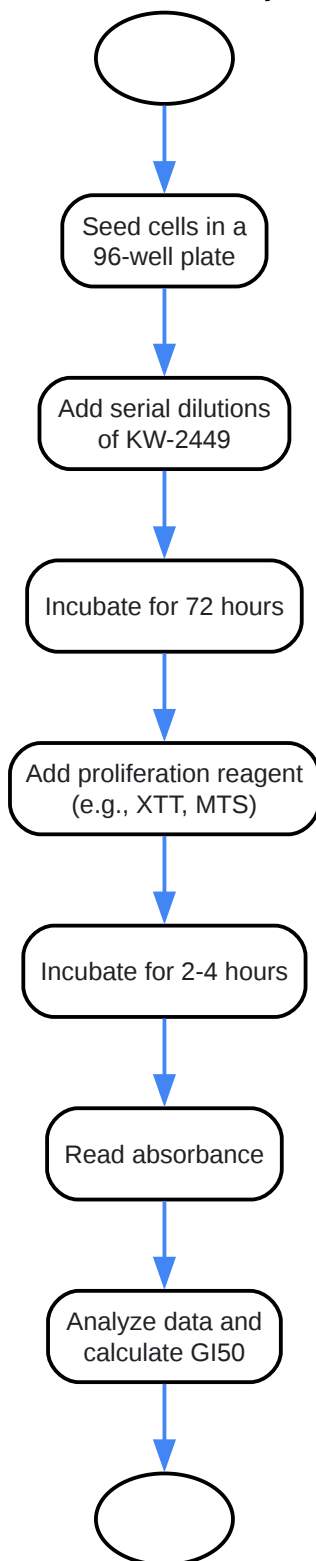 Seed cells in a
96-well plate
Add serial dilutions
of KW-2449
Incubate for 72 hours
Add proliferation reagent
(e.g., XTT, MTS)
Incubate for 2-4 hours
Read absorbance
Analyze data and
calculate GI50